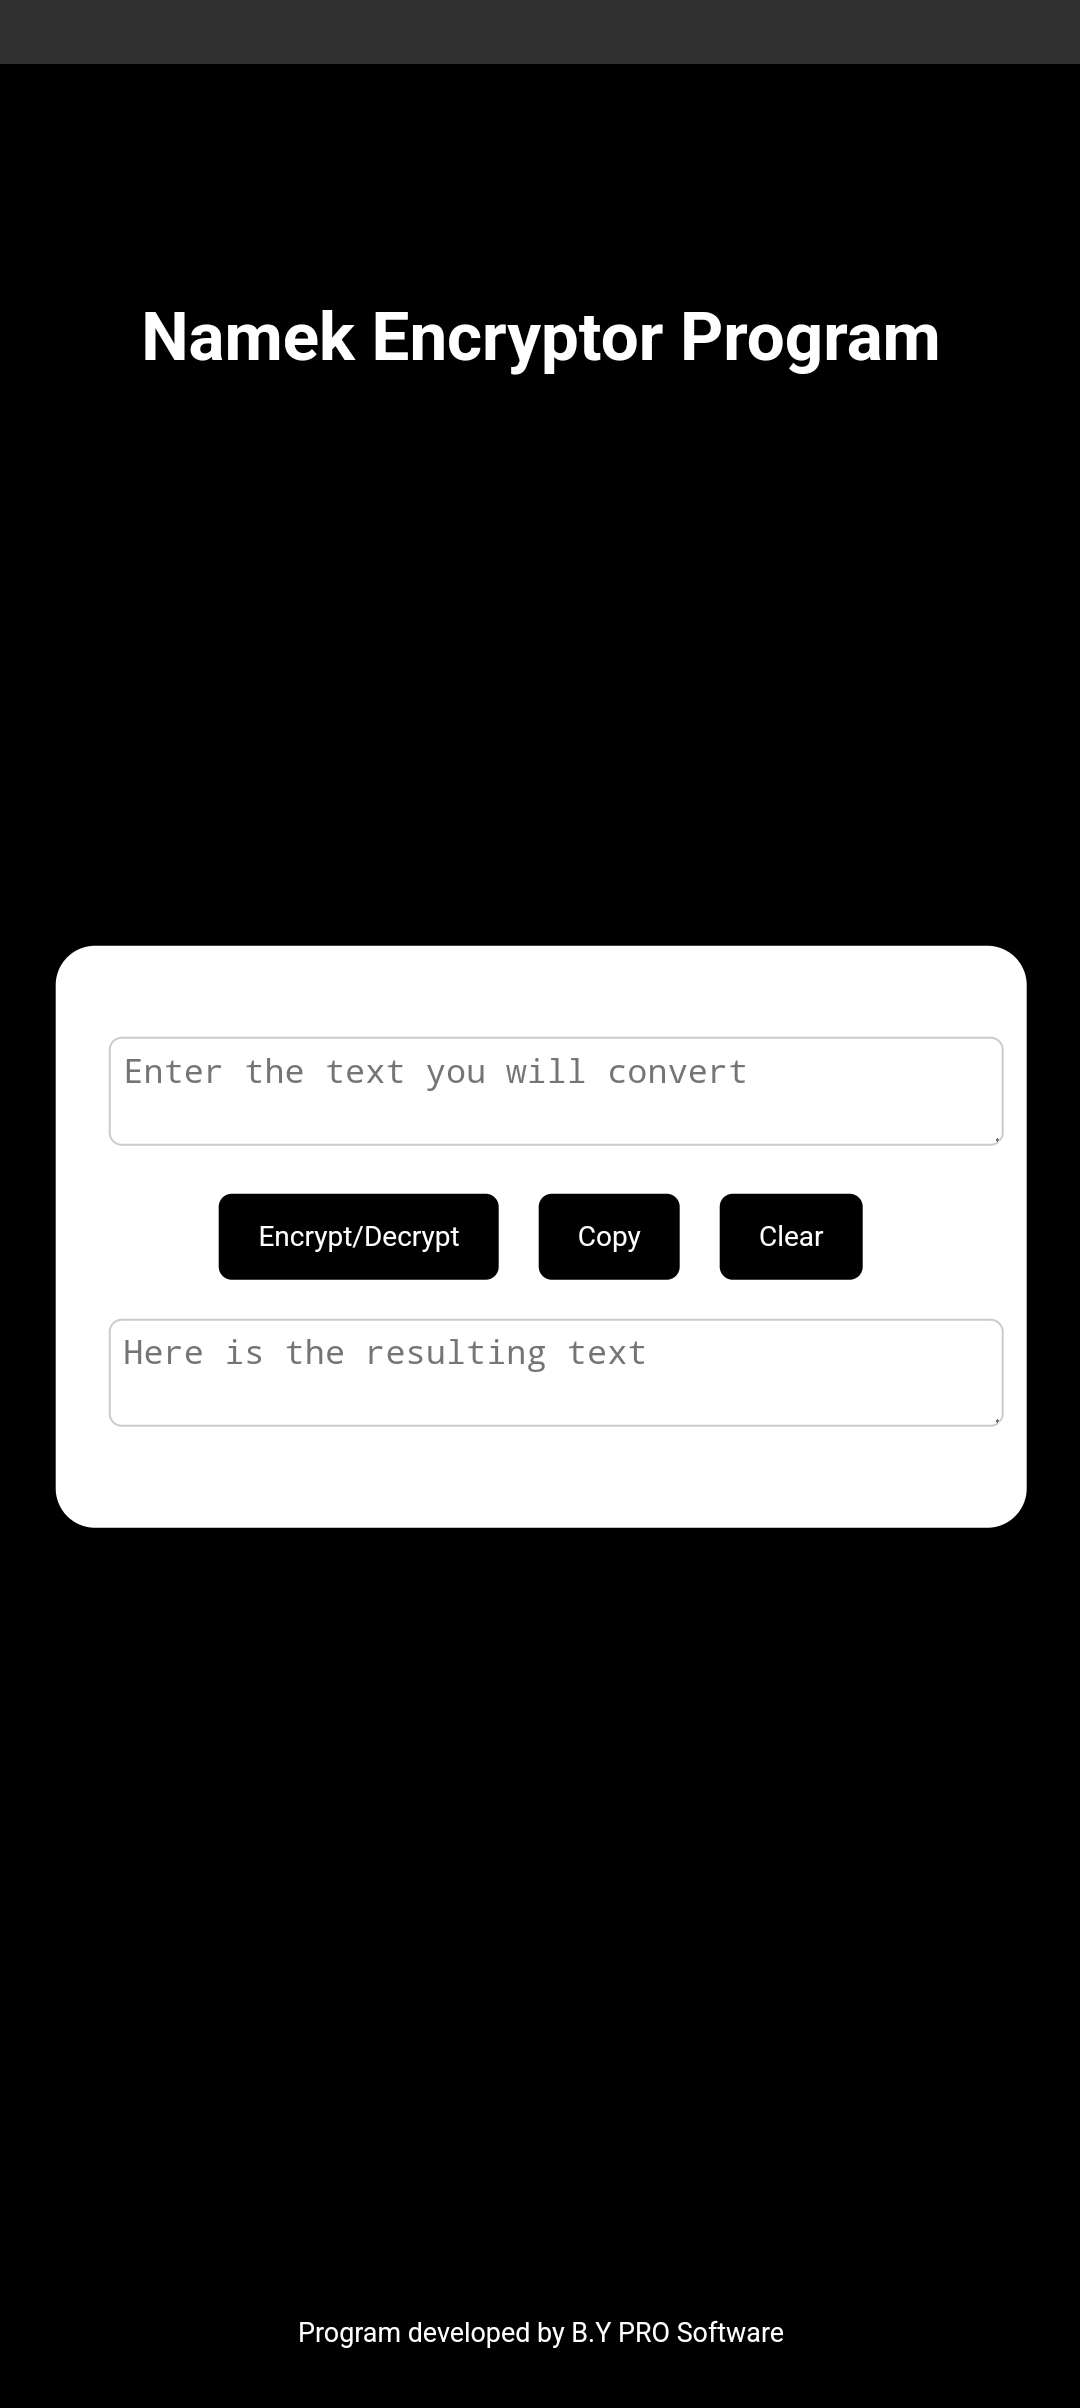 Namek Encryptor Program
Enter the text you will convert
Encrypt/Decrypt Copy Clear
Here is the resulting text
Program developed by B.Y PRO Software